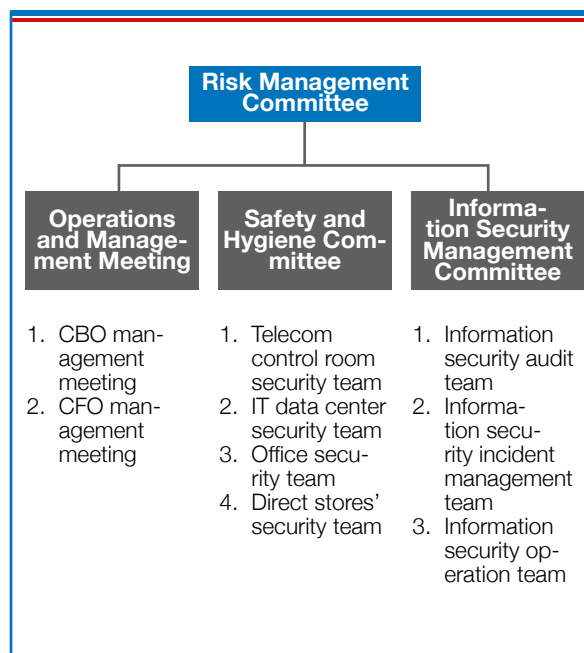 Risk Management
Committee
Operations
and Manage-
ment Meeting
1. CBO man-
agement
meeting
2. CFO man-
agement
meeting
Safety and
Hygiene Com-
mittee
1. Telecom
control room
security team
2. IT data center
security team
3. Office secu-
rity team
4. Direct stores’
security team
Informa-
tion Security
Management
Committee
1. Information
security audit
team
2. Informa-
tion secu-
rity incident
management
team
3. Information
security op-
eration team